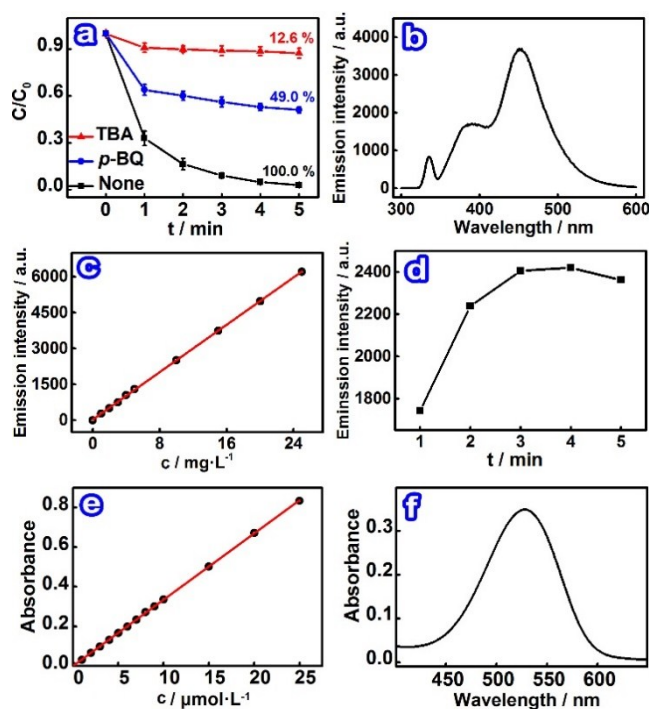 a
12.6 %
49.0 %
100.0 %
TBA
p-BQ
None
C/C0
0.9
0.6
0.3
0.0
0 1 2 3 4 5
t / min
b
Emission intensity / a.u.
4000
3000
2000
1000
0
300 400 500 600
Wavelength / nm
c
Emission intensity / a.u.
6000
4500
3000
1500
0
0 8 16 24
c / mg·L-1
d
Eminssion intensity / a.u.
2400
2200
2000
1800
1 2 3 4 5
t / min
e
Absorbance
0.8
0.6
0.4
0.2
0.0
0 5 10 15 20 25
c / µmol·L-1
f
Absorbance
0.3
0.2
0.1
0.0
450 500 550 600
Wavelength / nm